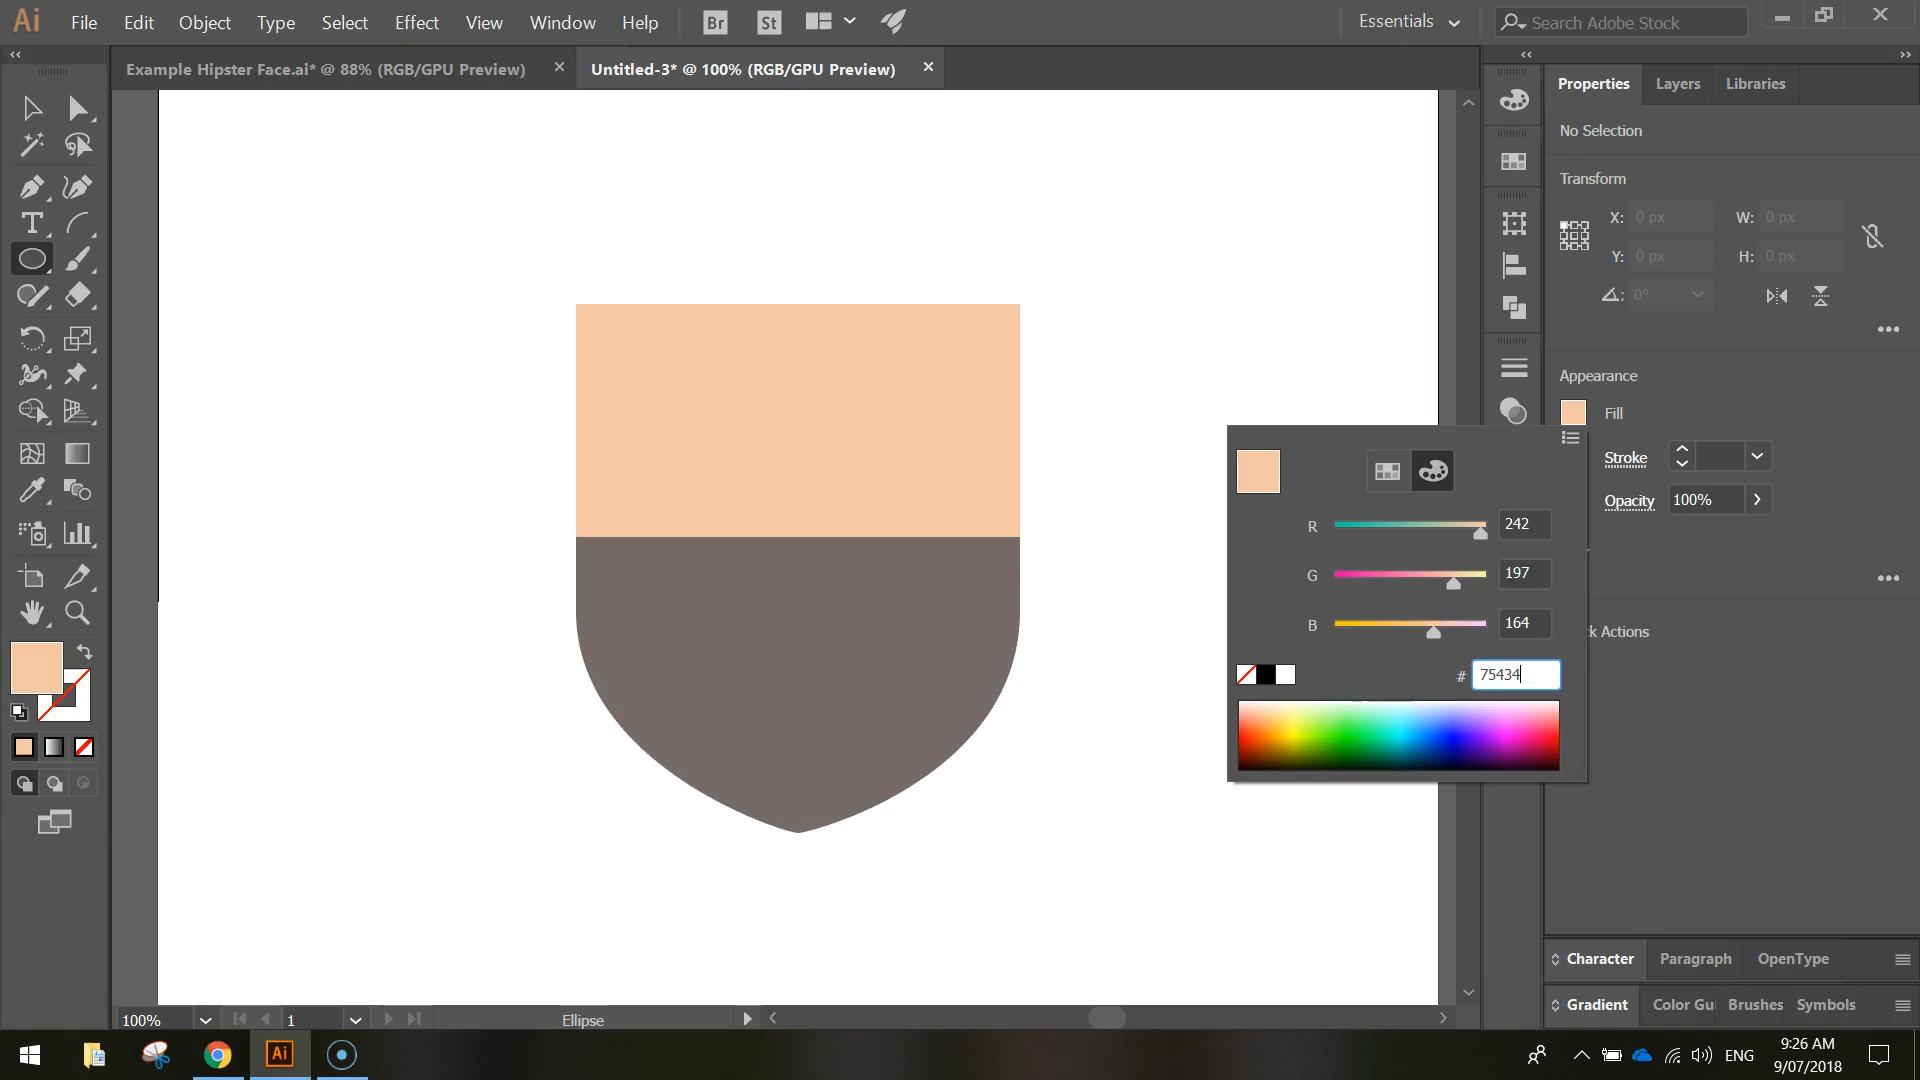 Ai File Edit Object Type Select Effect View Window Help Br St Essentials Search Adobe Stock
Example Hipster Face.ai* @ 88% (RGB/GPU Preview) Untitled-3* @ 100% (RGB/GPU Preview)
Properties Layers Libraries
No Selection
Transform
X: 0 px W: 0 px
Y: 0 px H: 0 px
0°
Appearance
Fill
Stroke
Opacity 100%
R 242
G 197
B 164
# 75434
k Actions
Character Paragraph OpenType
Gradient Color Gui Brushes Symbols
100% 1 Ellipse
Ai ENG
9:26 AM
9/07/2018